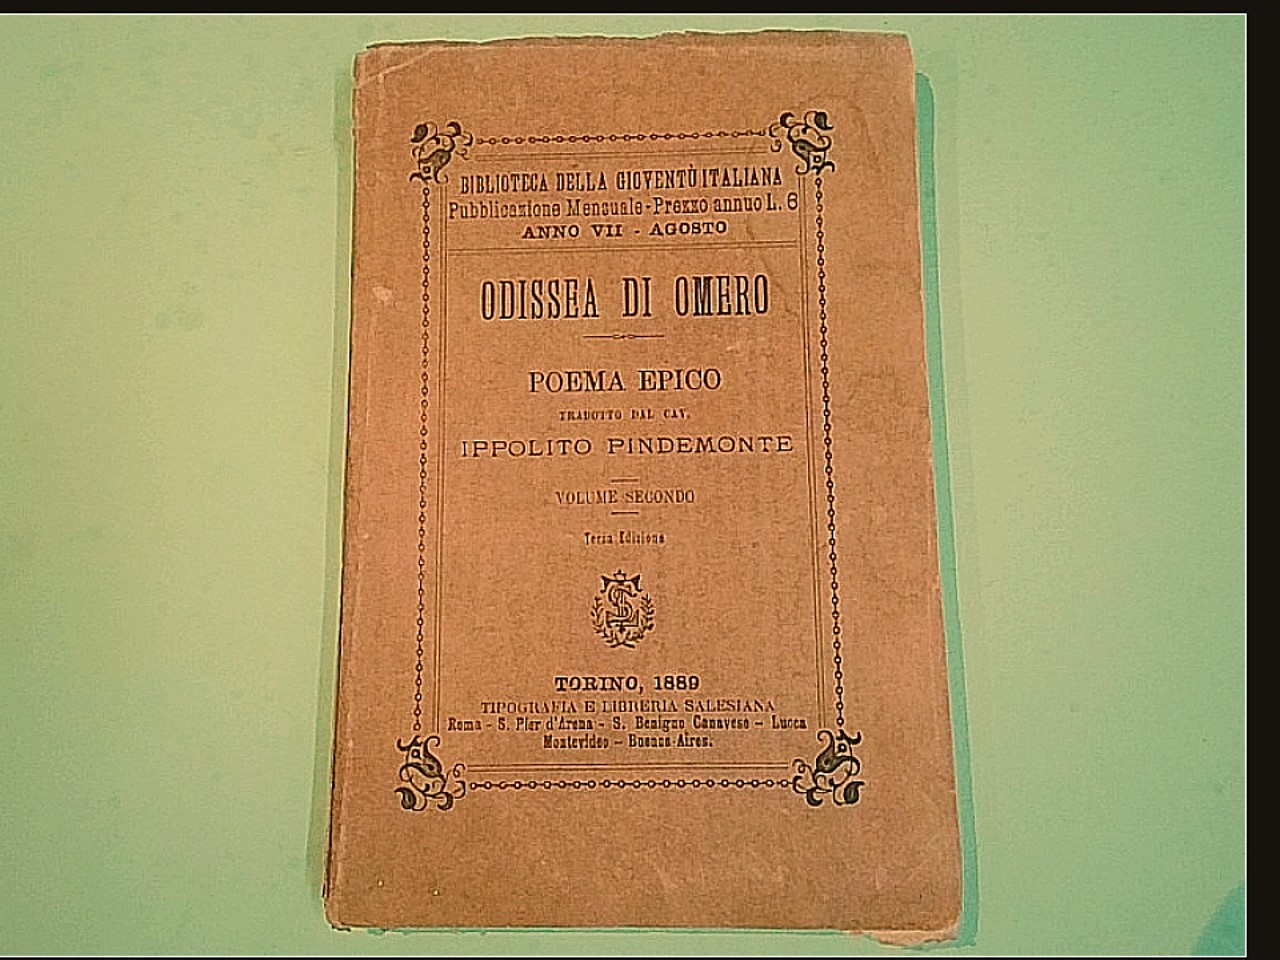 BIBLIOTECA DELLA GIOVENTÙ ITALIANA
Pubblicazione Mensuale - Prezzo annuo L. 6
ANNO VII - AGOSTO
ODISSEA DI OMERO
POEMA EPICO
TRADOTTO DAL CAV.
IPPOLITO PINDEMONTE
VOLUME SECONDO
Terza Edizione
TORINO, 1889
TIPOGRAFIA E LIBRERIA SALESIANA
Roma - S. Pier d'Arena - S. Benigno Canavese - Lucca
Montevideo - Buenos-Aires.